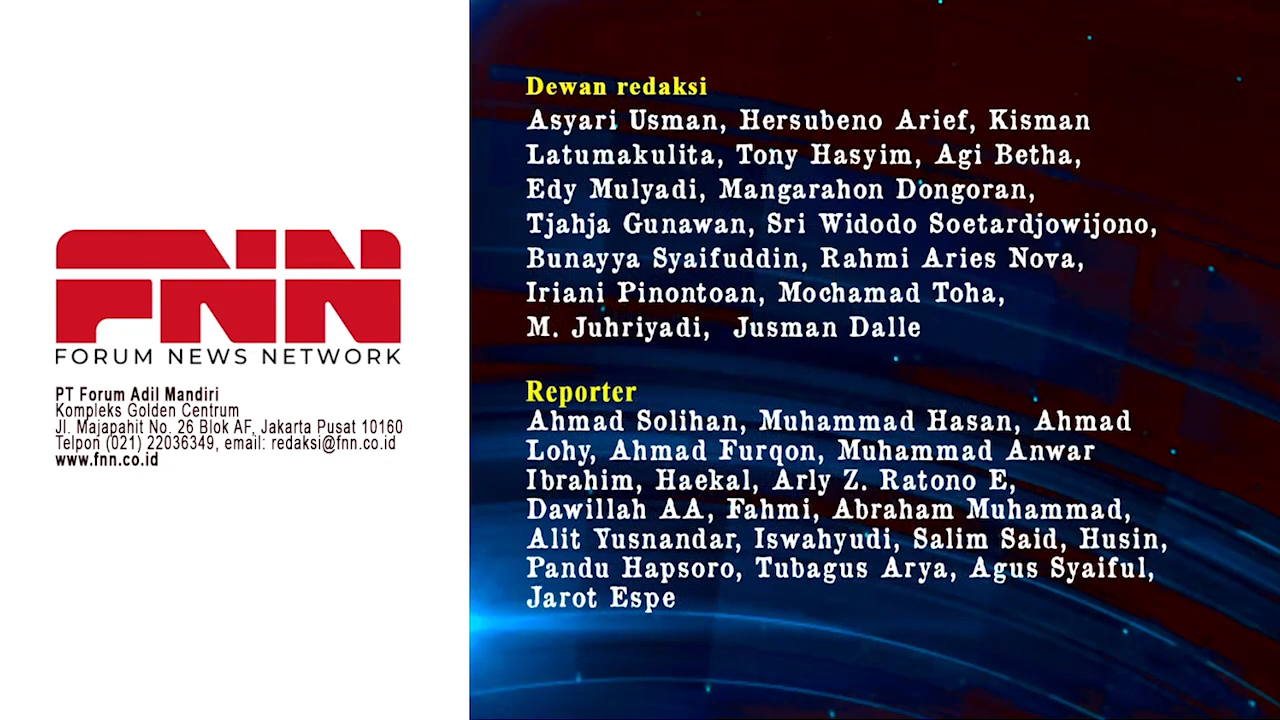 FNN
FORUM NEWS NETWORK
PT Forum Adil Mandiri
Kompleks Golden Centrum
Jl. Majapahit No. 26 Blok AF, Jakarta Pusat 10160
Telpon (021) 22036349, email: redaksi@fnn.co.id
www.fnn.co.id
Dewan redaksi
Asyari Usman, Hersubeno Arief, Kisman
Latumakulita, Tony Hasyim, Agi Betha,
Edy Mulyadi, Mangarahon Dongoran,
Tjahja Gunawan, Sri Widodo Soetardjowijono,
Bunayya Syaifuddin, Rahmi Aries Nova,
Iriani Pinontoan, Mochamad Toha,
M. Juhriyadi, Jusman Dalle
Reporter
Ahmad Solihan, Muhammad Hasan, Ahmad
Lohy, Ahmad Furqon, Muhammad Anwar
Ibrahim, Haekal, Arly Z. Ratono E,
Dawillah AA, Fahmi, Abraham Muhammad,
Alit Yusnandar, Iswahyudi, Salim Said, Husin,
Pandu Hapsoro, Tubagus Arya, Agus Syaiful,
Jarot Espe